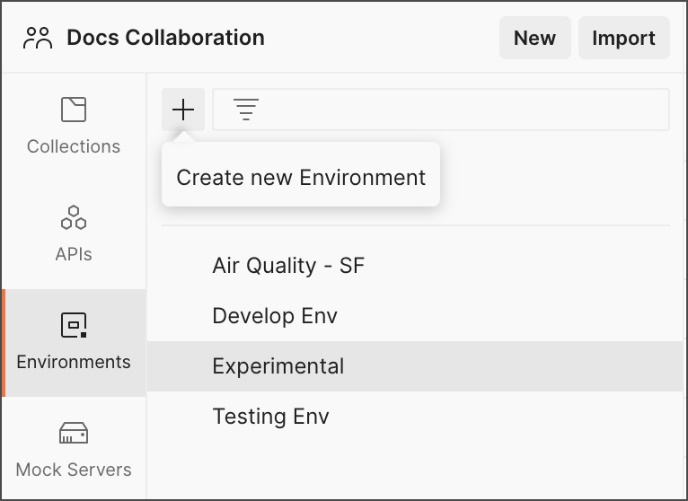 Docs Collaboration
New
Import
Collections
Create new Environment
APIs
Air Quality - SF
Develop Env
Environments
Experimental
Testing Env
Mock Servers